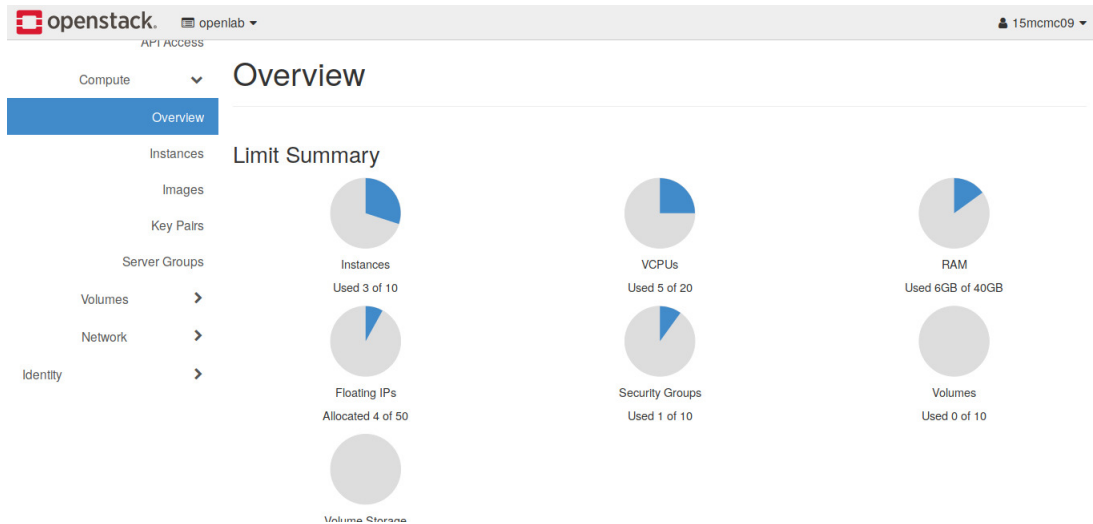 openstack. openlab 15mcmc09
API Access
Compute
Overview
Instances
Images
Key Pairs
Server Groups
Volumes
Network
Identity
Overview
Limit Summary
Instances
Used 3 of 10
VCPUs
Used 5 of 20
RAM
Used 6GB of 40GB
Floating IPs
Allocated 4 of 50
Security Groups
Used 1 of 10
Volumes
Used 0 of 10
Volume Storage